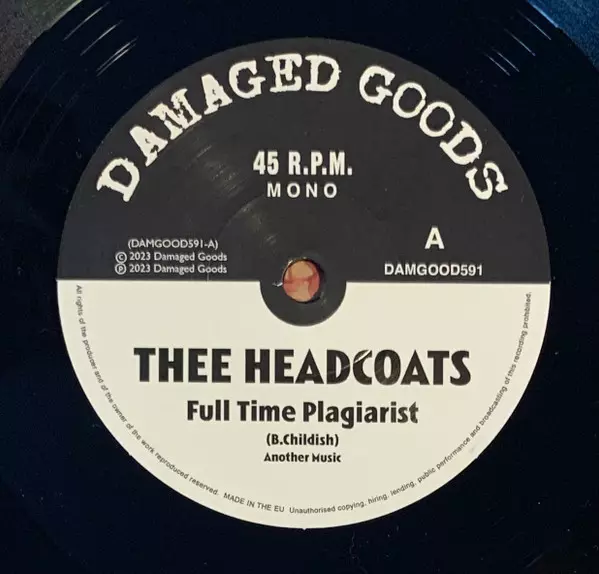 DAMAGED GOODS
45 R.P.M.
MONO
(DAMGOOD591-A)
© 2023 Damaged Goods
℗ 2023 Damaged Goods
A
DAMGOOD591
THEE HEADCOATS
Full Time Plagiarist
(B.Childish)
Another Music
All rights of the producer and of the owner of the work reproduced reserved. MADE IN THE EU Unauthorised copying, hiring, lending, public performance and broadcasting of this recording prohibited.